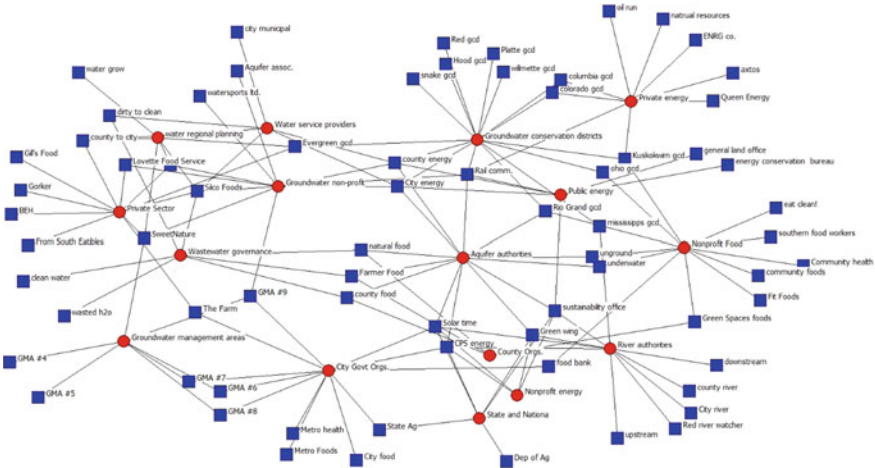 oil run
natrual resources
city municipal
Red gcd
Platte gcd
ENRG co.
Hood gcd
willmette gcd
water grow
Aquifer assoc.
snake gcd
columbia gcd
axtos
colorado gcd
Private energy
Queen Energy
watersports ltd.
dirty to clean
Water service providers
county to city
water regional planning
Evergreen gcd
Groundwater conservation districts
general land office
Gil's Food
Lovette Food Service
county energy
Kuskokwim gcd
energy conservation bureau
Rail comm.
ohio gcd
Gorker
Silco Foods
Groundwater non-profit
City energy
Public energy
BEH
Private Sector
Rio Grand gcd
eat clean!
mississipps gcd
From South Eatbles
SweetNature
southern food workers
Wastewater governance
natural food
Aquifer authorities
unground
Nonprofit Food
underwater
Community health
clean water
Farmer Food
community foods
GMA #9
county food
Fit Foods
wasted h2o
The Farm
sustainability office
Green Spaces foods
Solar time
Green wing
Groundwater management areas
CPS energy
County Orgs.
River authorities
GMA #4
City Govt Orgs.
food bank
downstream
GMA #7
GMA #6
county river
GMA #5
Nonprofit energy
GMA #8
City river
State and Nationa
Metro health
State Ag
Red river watcher
upstream
Metro Foods
City food
Dep of Ag